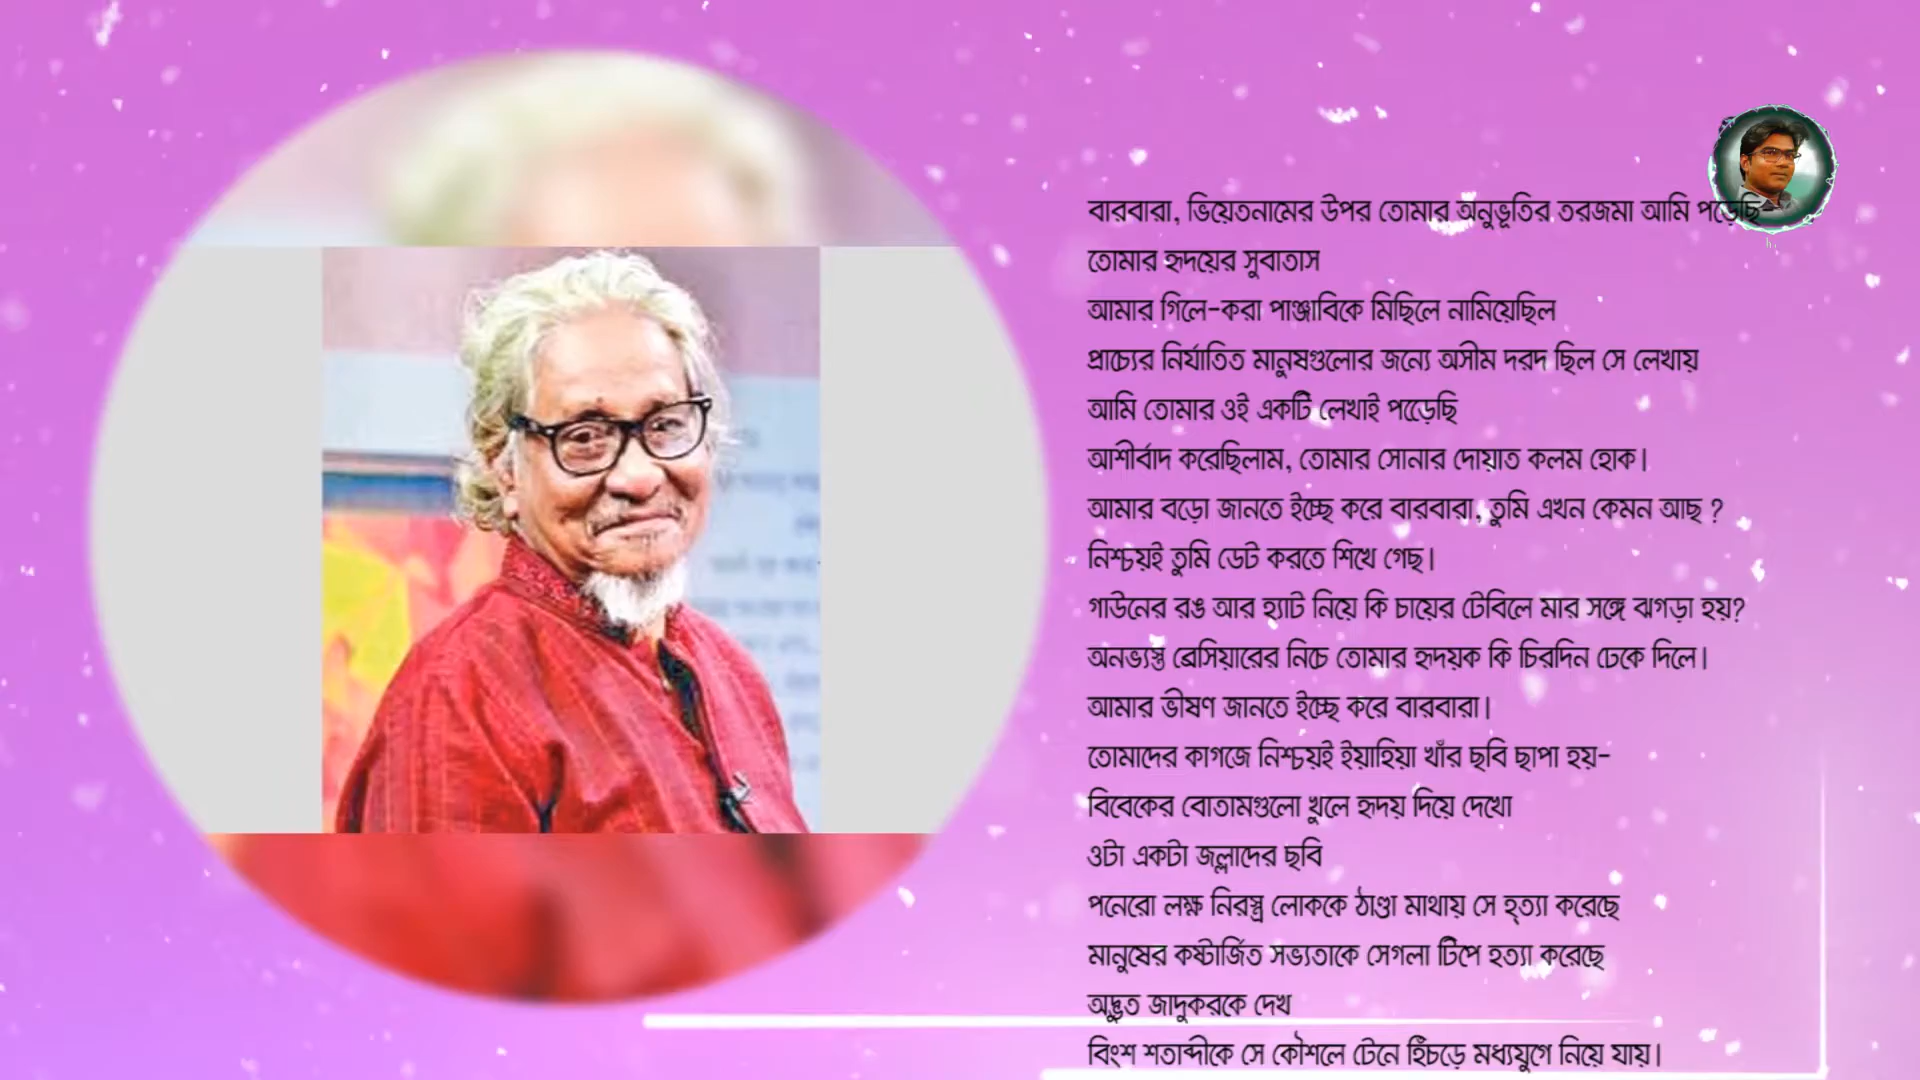 বারবারা, ভিয়েতনামের উপর তোমার অনুভূতির তরজমা আমি পড়েছি
তোমার হৃদয়ের সুবাতাস
আমার গিলে-করা পাঞ্জাবিকে মিছিলে নামিয়েছিল
প্রাচ্যের নির্যাতিত মানুষগুলোর জন্যে অসীম দরদ ছিল সে লেখায়
আমি তোমার ওই একটি লেখাই পড়েছি
আশীর্বাদ করেছিলাম, তোমার সোনার দোয়াত কলম হোক।
আমার বড়ো জানতে ইচ্ছে করে বারবারা, তুমি এখন কেমন আছ ?
নিশ্চয়ই তুমি ডেট করতে শিখে গেছ।
গাউনের রঙ আর হ্যাট নিয়ে কি চায়ের টেবিলে মার সঙ্গে ঝগড়া হয়?
অনভ্যস্ত ব্রেসিয়ারের নিচে তোমার হৃদয়ক কি চিরদিন ঢেকে দিলে।
আমার ভীষণ জানতে ইচ্ছে করে বারবারা।
তোমাদের কাগজে নিশ্চয়ই ইয়াহিয়া খাঁর ছবি ছাপা হয়-
বিবেকের বোতামগুলো খুলে হৃদয় দিয়ে দেখো
ওটা একটা জল্লাদের ছবি
পনেরো লক্ষ নিরস্ত্র লোককে ঠাণ্ডা মাথায় সে হ্ত্যা করেছে
মানুষের কষ্টার্জিত সভ্যতাকে সেগলা টিপে হত্যা করেছে
অদ্ভুত জাদুকরকে দেখ
বিংশ শতাব্দীকে সে কৌশলে টেনে হিঁচড়ে মধ্যযুগে নিয়ে যায়।